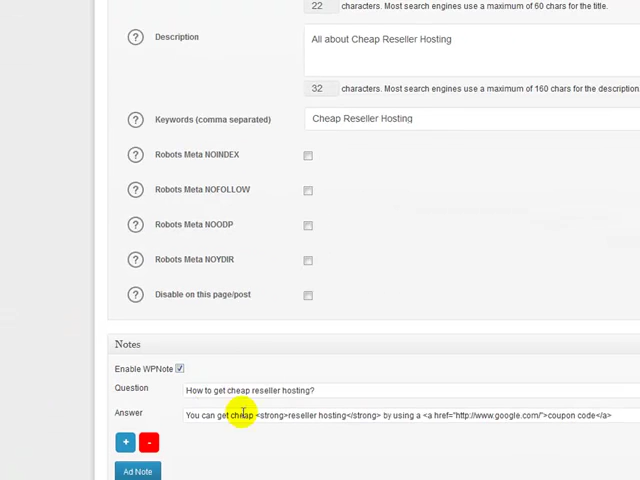 22 characters. Most search engines use a maximum of 60 chars for the title.
? Description All about Cheap Reseller Hosting
32 characters. Most search engines use a maximum of 160 chars for the description
? Keywords (comma separated) Cheap Reseller Hosting
? Robots Meta NOINDEX
? Robots Meta NOFOLLOW
? Robots Meta NOODP
? Robots Meta NOYDIR
? Disable on this page/post
Notes
Enable WPNote
Question How to get cheap reseller hosting?
Answer You can get cheap <strong>reseller hosting</strong> by using a <a href="http://www.google.com/">coupon code</a>
+ -
Ad Note